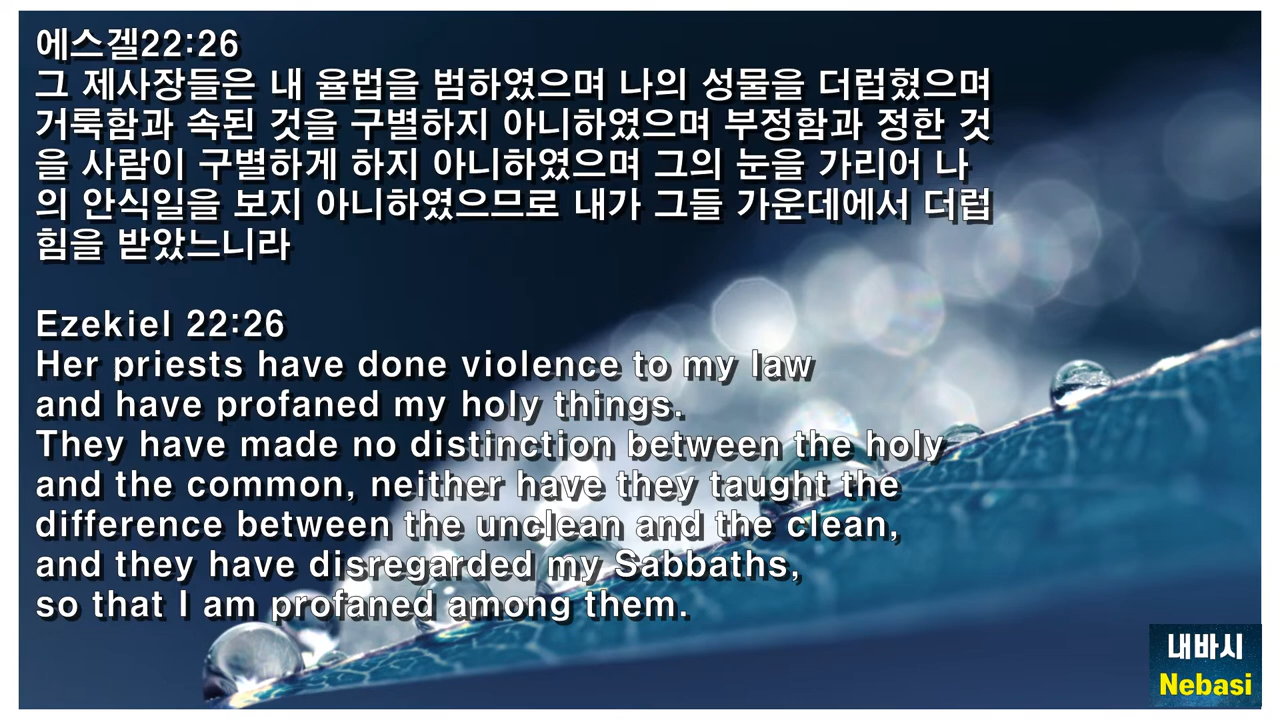 에스겔22:26
그 제사장들은 내 율법을 범하였으며 나의 성물을 더럽혔으며
거룩함과 속된 것을 구별하지 아니하였으며 부정함과 정한 것
을 사람이 구별하게 하지 아니하였으며 그의 눈을 가리어 나
의 안식일을 보지 아니하였으므로 내가 그들 가운데에서 더럽
힘을 받았느니라
Ezekiel 22:26
Her priests have done violence to my law
and have profaned my holy things.
They have made no distinction between the holy
and the common, neither have they taught the
difference between the unclean and the clean,
and they have disregarded my Sabbaths,
so that I am profaned among them.
내바시
Nebasi